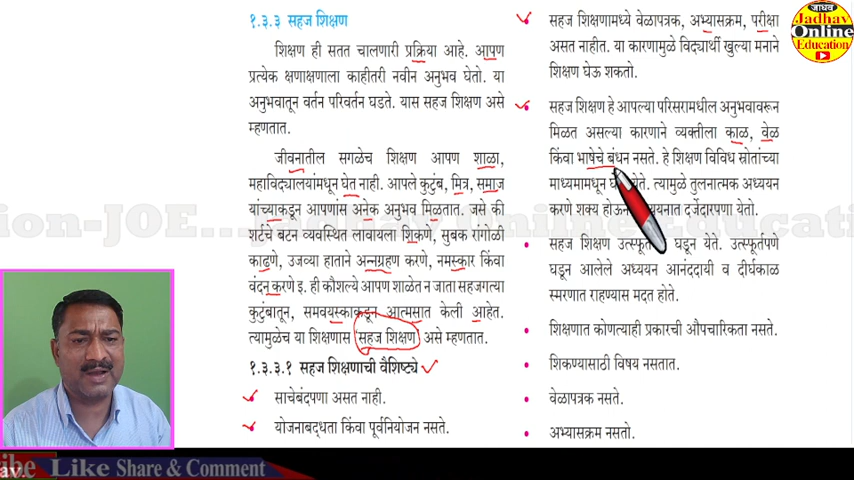 १.३.३ सहज शिक्षण
शिक्षण ही सतत चालणारी प्रक्रिया आहे. आपण
प्रत्येक क्षणाक्षणाला काहीतरी नवीन अनुभव घेतो. या
अनुभवातून वर्तन परिवर्तन घडते. यास सहज शिक्षण असे
म्हणतात.
जीवनातील सगळेच शिक्षण आपण शाळा,
महाविद्यालयांमधून घेत नाही. आपले कुटुंब, मित्र, समाज
यांच्याकडून आपणांस अनेक अनुभव मिळतात. जसे की
शर्टचे बटन व्यवस्थित लावायला शिकणे, सुबक रांगोळी
काढणे, उजव्या हाताने अन्नग्रहण करणे, नमस्कार किंवा
वंदन करणे इ. ही कौशल्ये आपण शाळेत न जाता सहजगत्या
कुटुंबातून, समवयस्काकडून आत्मसात केली आहेत.
त्यामुळेच या शिक्षणास 'सहज शिक्षण' असे म्हणतात.
१.३.३.१ सहज शिक्षणाची वैशिष्ट्ये
साचेबंदपणा असत नाही.
योजनाबद्धता किंवा पूर्वनियोजन नसते.
सहज शिक्षणामध्ये वेळापत्रक, अभ्यासक्रम, परीक्षा
असत नाहीत. या कारणामुळे विद्यार्थी खुल्या मनाने
शिक्षण घेऊ शकतो.
सहज शिक्षण हे आपल्या परिसरामधील अनुभवावरून
मिळत असल्या कारणाने व्यक्तीला काळ, वेळ
किंवा भाषेचे बंधन नसते. हे शिक्षण विविध स्रोतांच्या
माध्यमामधून येते. त्यामुळे तुलनात्मक अध्ययन
करणे शक्य दर्जेदारपणा येतो.
• सहज शिक्षण घडून येते. उत्स्फूर्तपणे
घडून आलेले अध्ययन आनंददायी व दीर्घकाळ
स्मरणात राहण्यास मदत होते.
• शिक्षणात कोणत्याही प्रकारची औपचारिकता नसते.
• शिकण्यासाठी विषय नसतात.
• वेळापत्रक नसते.
• अभ्यासक्रम नसतो.
जाधव
Jadhav
Online
Education
Like Share & Comment